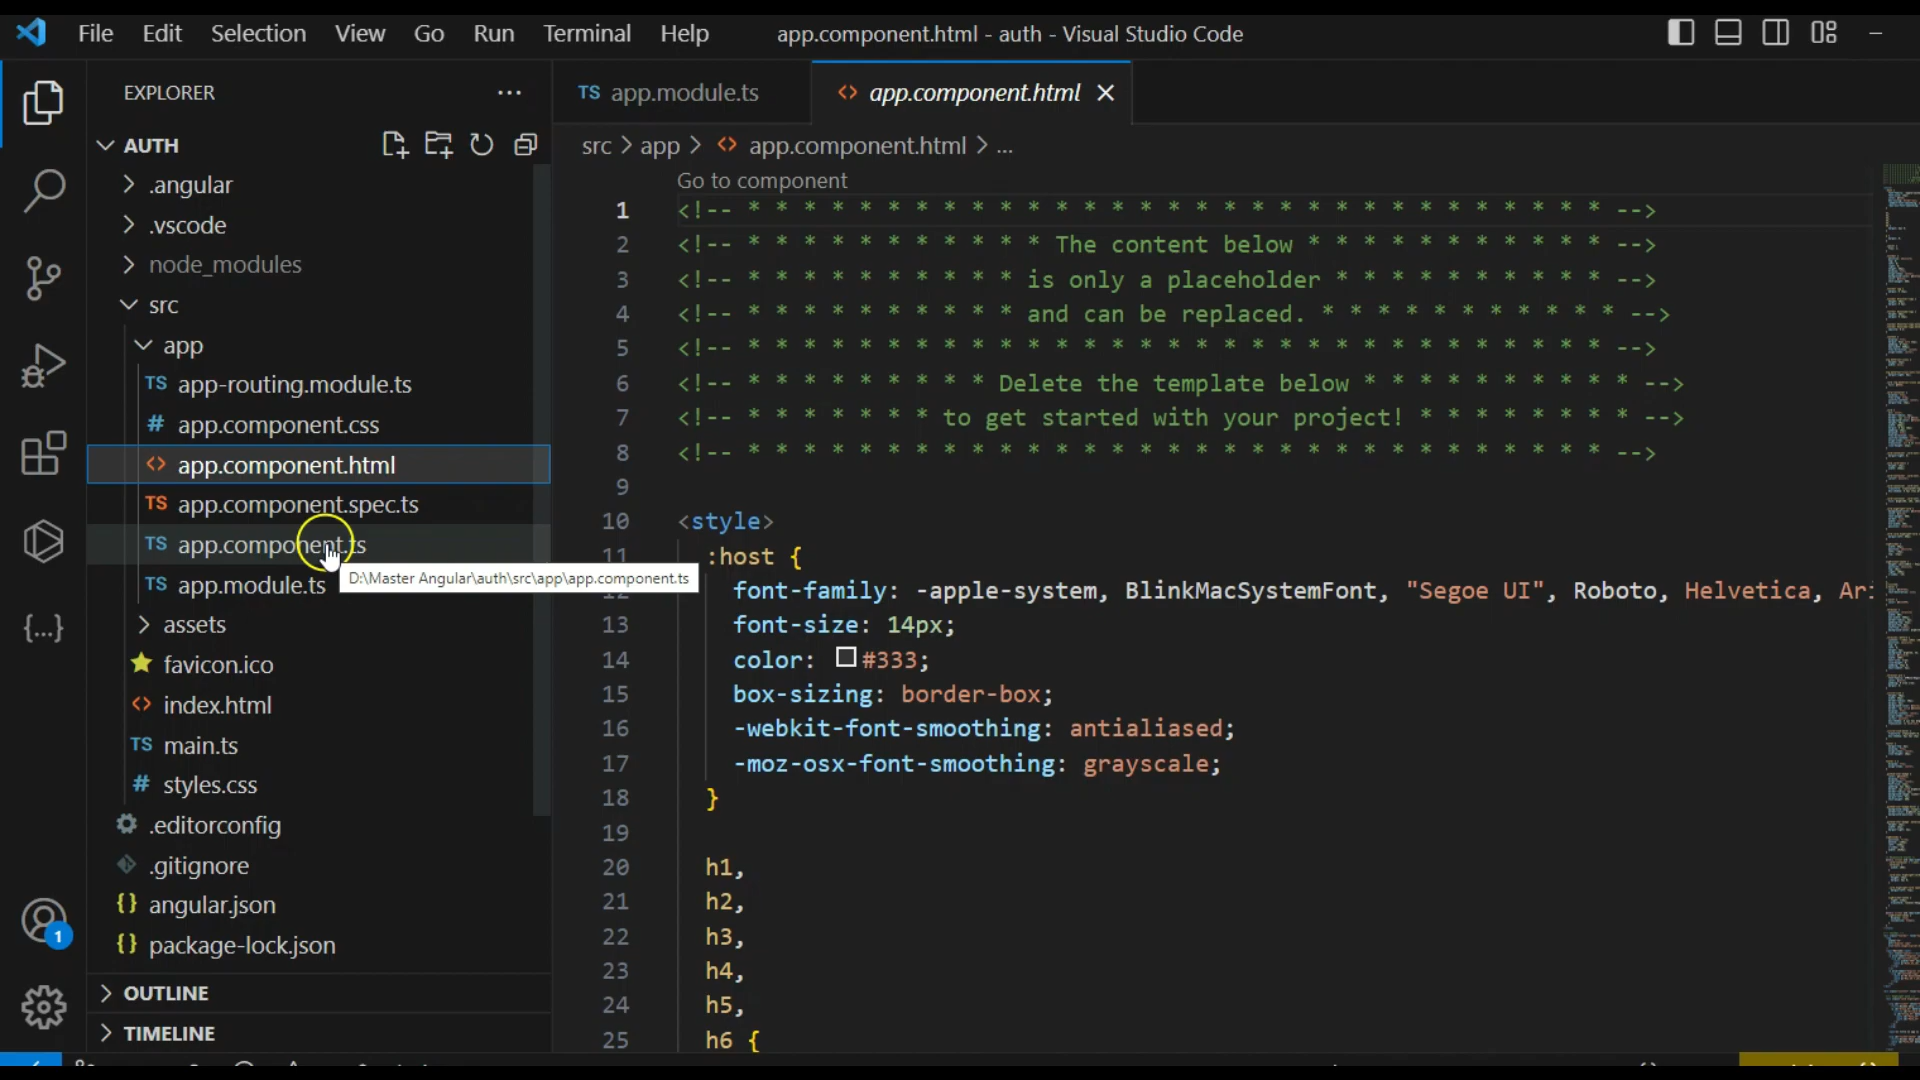 File Edit Selection View Go Run Terminal Help
app.component.html - auth - Visual Studio Code
EXPLORER
AUTH
.angular
.vscode
node_modules
src
app
TS app-routing.module.ts
# app.component.css
<> app.component.html
TS app.component.spec.ts
TS app.component.ts
D:\Master Angular\auth\src\app\app.component.ts
TS app.module.ts
assets
favicon.ico
<> index.html
TS main.ts
# styles.css
.editorconfig
.gitignore
{} angular.json
{} package-lock.json
OUTLINE
TIMELINE
1
TS app.module.ts
<> app.component.html
src > app > <> app.component.html > ...
Go to component
1 <!-- * * * * * * * * * * * * * * * * * * * * * * * * * * * * * * * -->
2 <!-- * * * * * * * * * * * The content below * * * * * * * * * * * -->
3 <!-- * * * * * * * * * * is only a placeholder * * * * * * * * * * -->
4 <!-- * * * * * * * * * * and can be replaced. * * * * * * * * * * * -->
5 <!-- * * * * * * * * * * * * * * * * * * * * * * * * * * * * * * * -->
6 <!-- * * * * * * * * * Delete the template below * * * * * * * * * * -->
7 <!-- * * * * * * * to get started with your project! * * * * * * * * -->
8 <!-- * * * * * * * * * * * * * * * * * * * * * * * * * * * * * * * -->
9
10 <style>
11 :host {
12 font-family: -apple-system, BlinkMacSystemFont, "Segoe UI", Roboto, Helvetica, Ari
13 font-size: 14px;
14 color: #333;
15 box-sizing: border-box;
16 -webkit-font-smoothing: antialiased;
17 -moz-osx-font-smoothing: grayscale;
18 }
19
20 h1,
21 h2,
22 h3,
23 h4,
24 h5,
25 h6 {